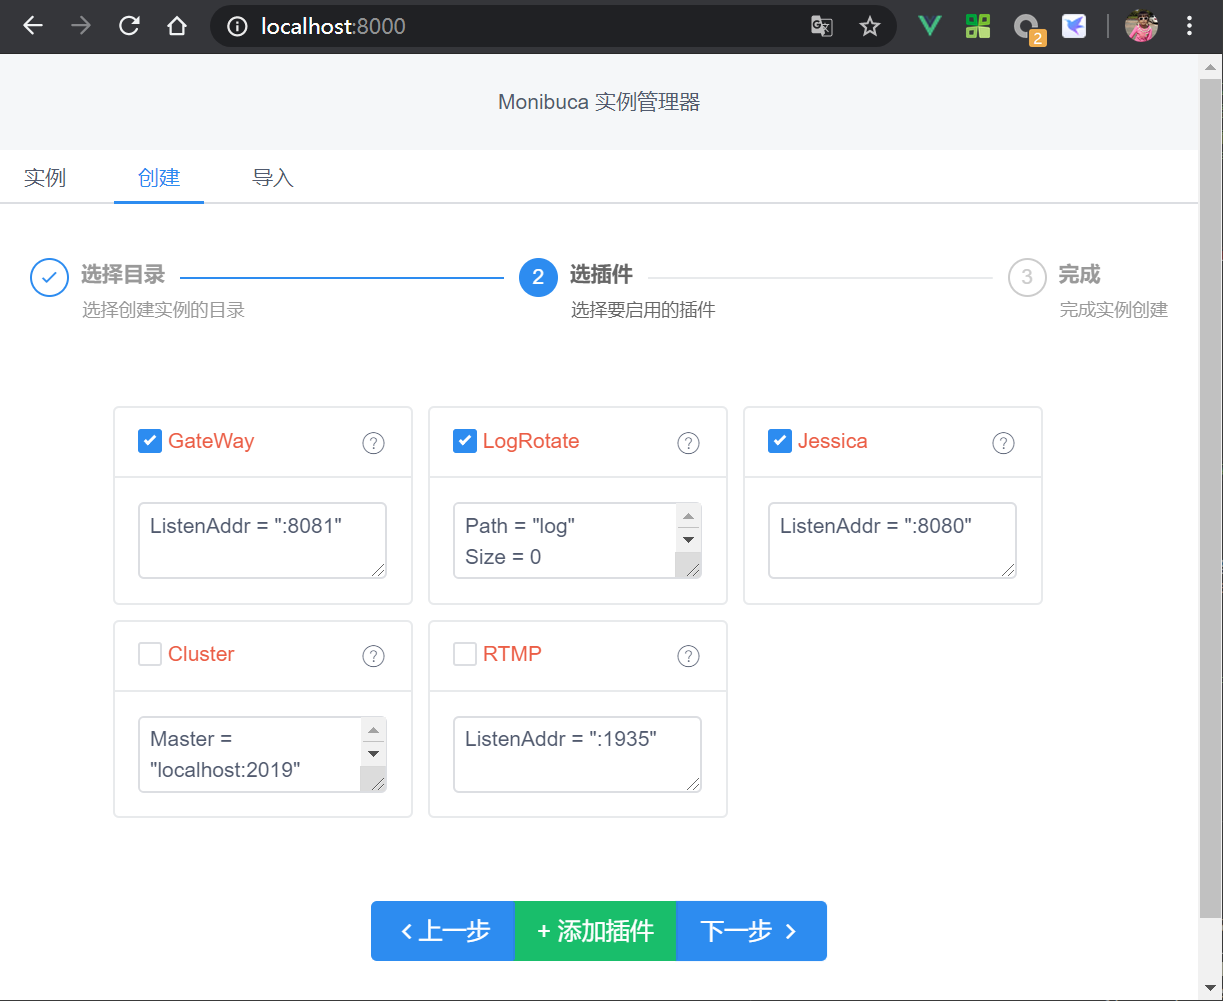 localhost:8000
2
Monibuca 实例管理器
实例 创建 导入
选择目录
选择创建实例的目录
2 选插件
选择要启用的插件
3 完成
完成实例创建
GateWay ?
ListenAddr = ":8081"
LogRotate ?
Path = "log"
Size = 0
Jessica ?
ListenAddr = ":8080"
Cluster ?
Master =
"localhost:2019"
RTMP ?
ListenAddr = ":1935"
上一步 + 添加插件 下一步